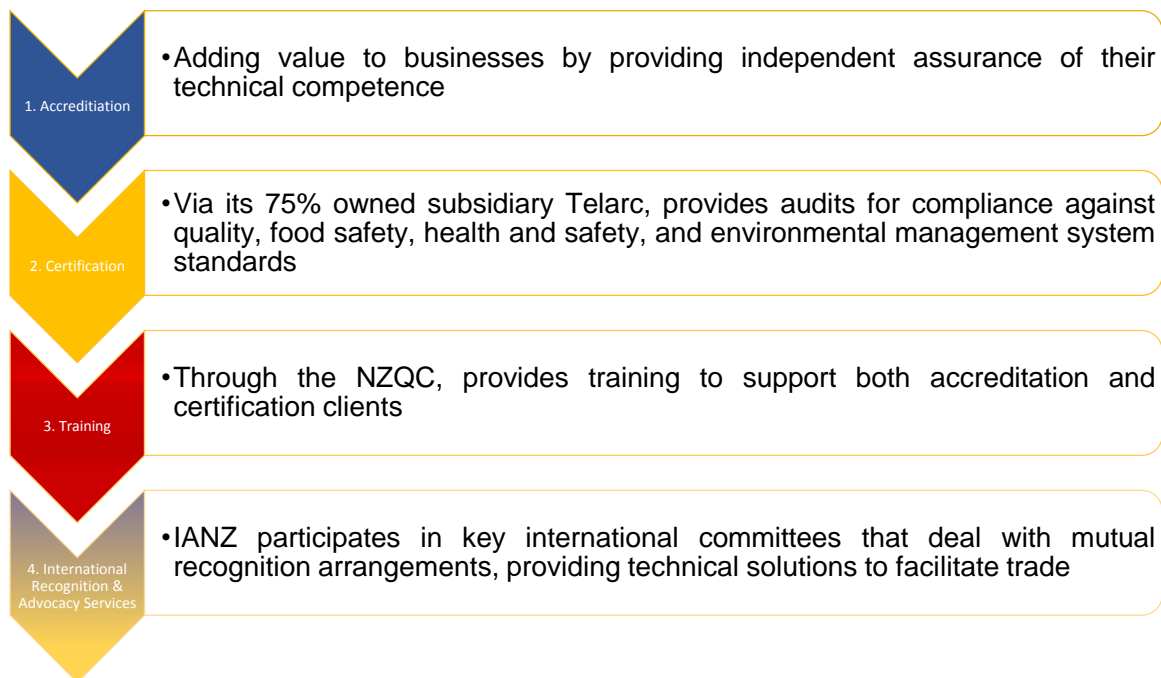 1. Accreditiation
•Adding value to businesses by providing independent assurance of their
technical competence
2. Certification
•Via its 75% owned subsidiary Telarc, provides audits for compliance against
quality, food safety, health and safety, and environmental management system
standards
3. Training
•Through the NZQC, provides training to support both accreditation and
certification clients
4. International
Recognition &
Advocacy Services
•IANZ participates in key international committees that deal with mutual
recognition arrangements, providing technical solutions to facilitate trade